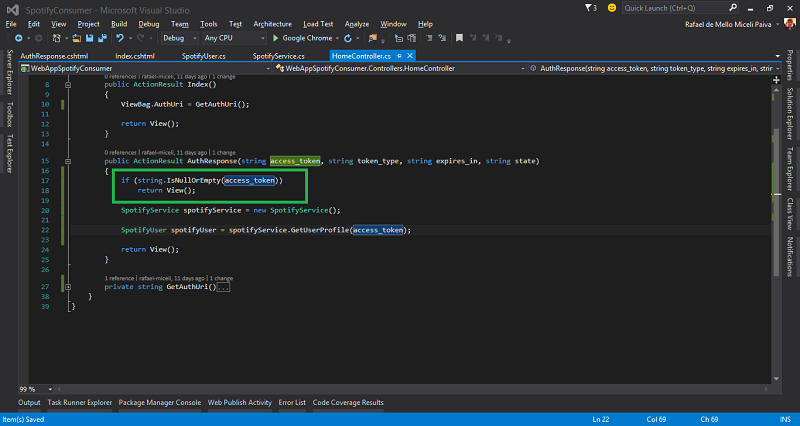 SpotifyConsumer - Microsoft Visual Studio
3
Quick Launch (Ctrl+Q)
File Edit View Project Build Debug Team Tools Test Architecture Load Test Analyze Window Help
Rafael de Mello Miceli Paiva
Debug Any CPU Google Chrome
AuthResponse.cshtml Index.cshtml SpotifyUser.cs SpotifyService.cs HomeController.cs
WebAppSpotifyConsumer WebAppSpotifyConsumer.Controllers.HomeController AuthResponse(string access_token, string token_type, string expires_in, string
Server Explorer
Toolbox
Test Explorer
0 references | rafael-miceli, 11 days ago | 1 change
8 public ActionResult Index()
9 {
10 ViewBag.AuthUri = GetAuthUri();
11
12 return View();
13 }
14
0 references | rafael-miceli, 11 days ago | 1 change
15 public ActionResult AuthResponse(string access_token, string token_type, string expires_in, string state)
16 {
17 if (string.IsNullOrEmpty(access_token))
18 return View();
19
20 SpotifyService spotifyService = new SpotifyService();
21
22 SpotifyUser spotifyUser = spotifyService.GetUserProfile(access_token);
23
24 return View();
25 }
26
1 reference | rafael-miceli, 11 days ago | 1 change
27 private string GetAuthUri()...
38 }
39 }
Properties
Solution Explorer
Team Explorer
Class View
Notifications
99 %
Output Task Runner Explorer Package Manager Console Web Publish Activity Error List Code Coverage Results
Item(s) Saved Ln 22 Col 69 Ch 69 INS